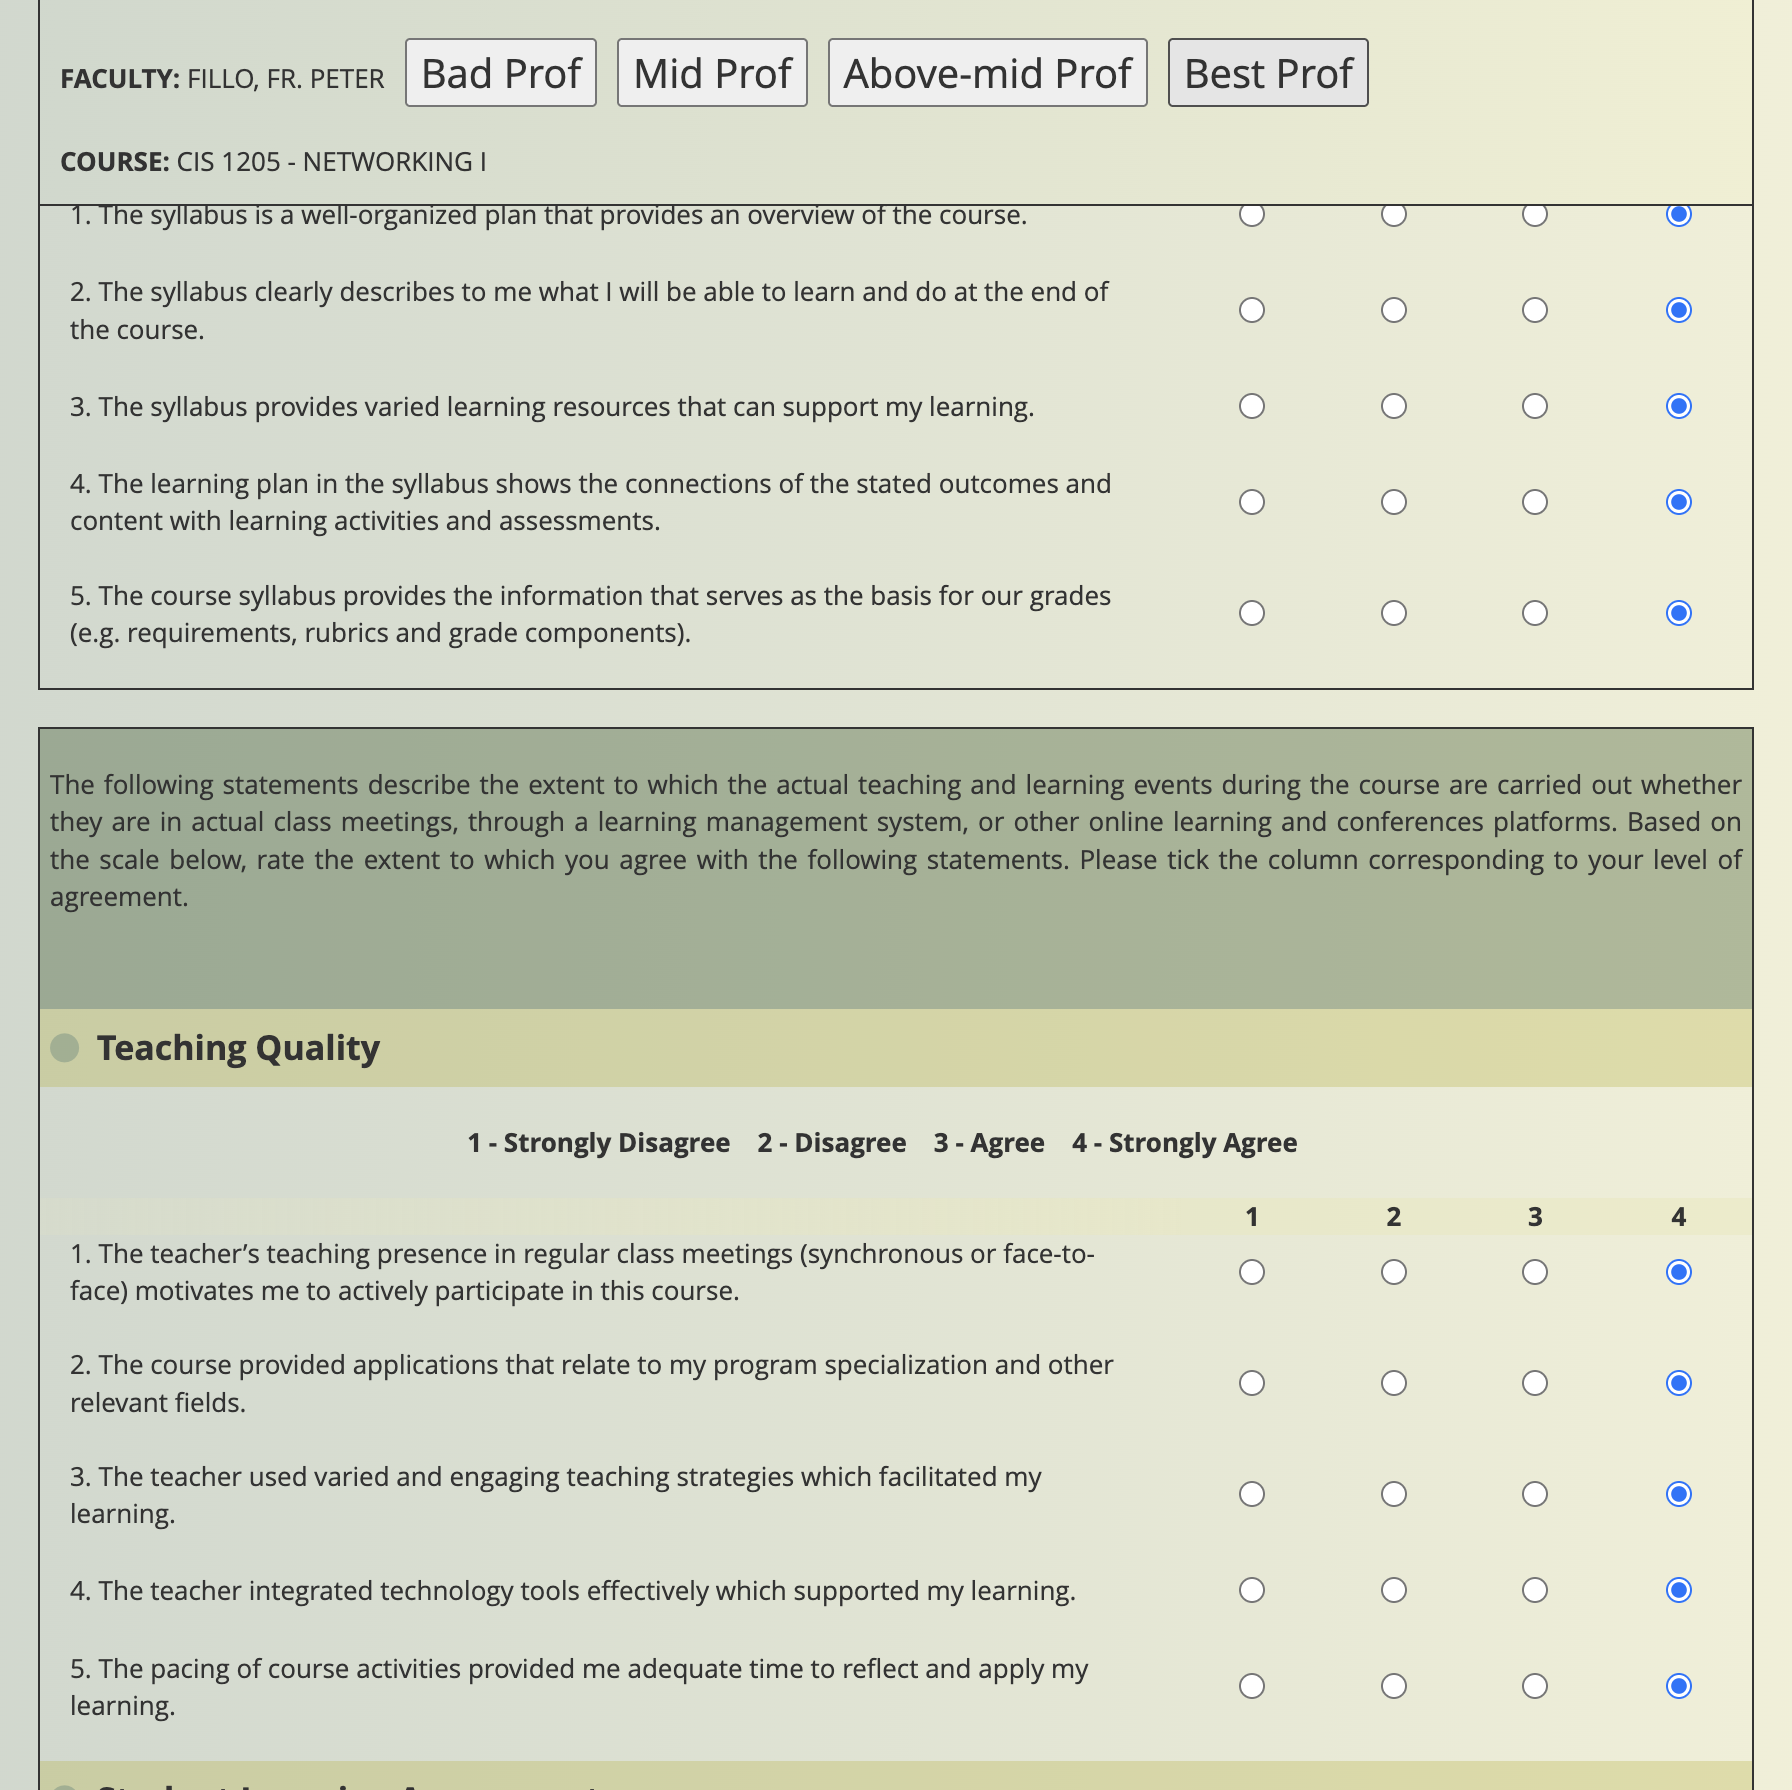 FACULTY: FILLO, FR. PETER Bad Prof Mid Prof Above-mid Prof Best Prof
COURSE: CIS 1205 - NETWORKING I
1. The syllabus is a well-organized plan that provides an overview of the course.
2. The syllabus clearly describes to me what I will be able to learn and do at the end of
the course.
3. The syllabus provides varied learning resources that can support my learning.
4. The learning plan in the syllabus shows the connections of the stated outcomes and
content with learning activities and assessments.
5. The course syllabus provides the information that serves as the basis for our grades
(e.g. requirements, rubrics and grade components).
The following statements describe the extent to which the actual teaching and learning events during the course are carried out whether
they are in actual class meetings, through a learning management system, or other online learning and conferences platforms. Based on
the scale below, rate the extent to which you agree with the following statements. Please tick the column corresponding to your level of
agreement.
Teaching Quality
1 - Strongly Disagree 2 - Disagree 3 - Agree 4 - Strongly Agree
1 2 3 4
1. The teacher’s teaching presence in regular class meetings (synchronous or face-to-
face) motivates me to actively participate in this course.
2. The course provided applications that relate to my program specialization and other
relevant fields.
3. The teacher used varied and engaging teaching strategies which facilitated my
learning.
4. The teacher integrated technology tools effectively which supported my learning.
5. The pacing of course activities provided me adequate time to reflect and apply my
learning.